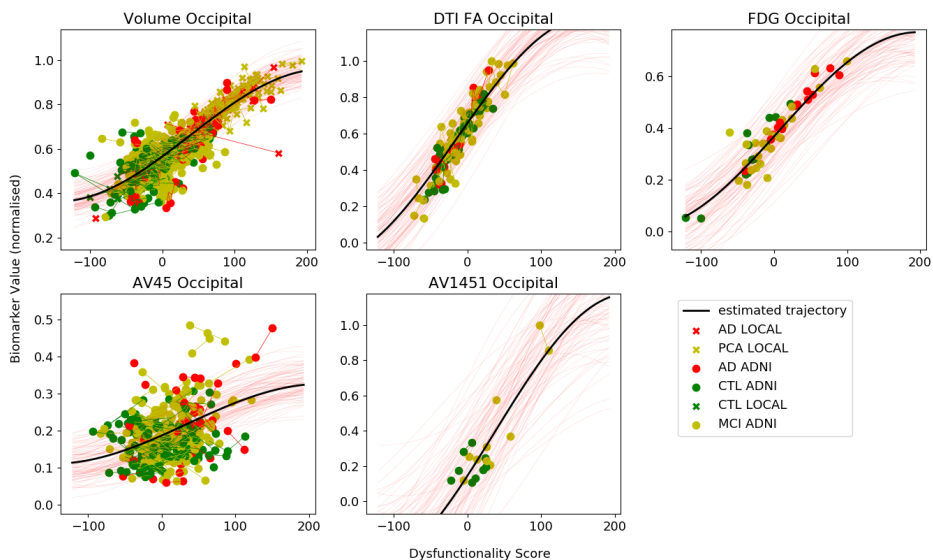 Volume Occipital
DTI FA Occipital
FDG Occipital
1.0
0.8
0.6
0.4
0.2
−100 0 100 200
1.0
0.8
0.6
0.4
0.2
0.0
−100 0 100 200
0.6
0.4
0.2
0.0
−100 0 100 200
Biomarker Value (normalised)
AV45 Occipital
AV1451 Occipital
0.5
0.4
0.3
0.2
0.1
0.0
−100 0 100 200
1.0
0.8
0.6
0.4
0.2
0.0
−100 0 100 200
estimated trajectory
AD LOCAL
PCA LOCAL
AD ADNI
CTL ADNI
CTL LOCAL
MCI ADNI
Dysfunctionality Score